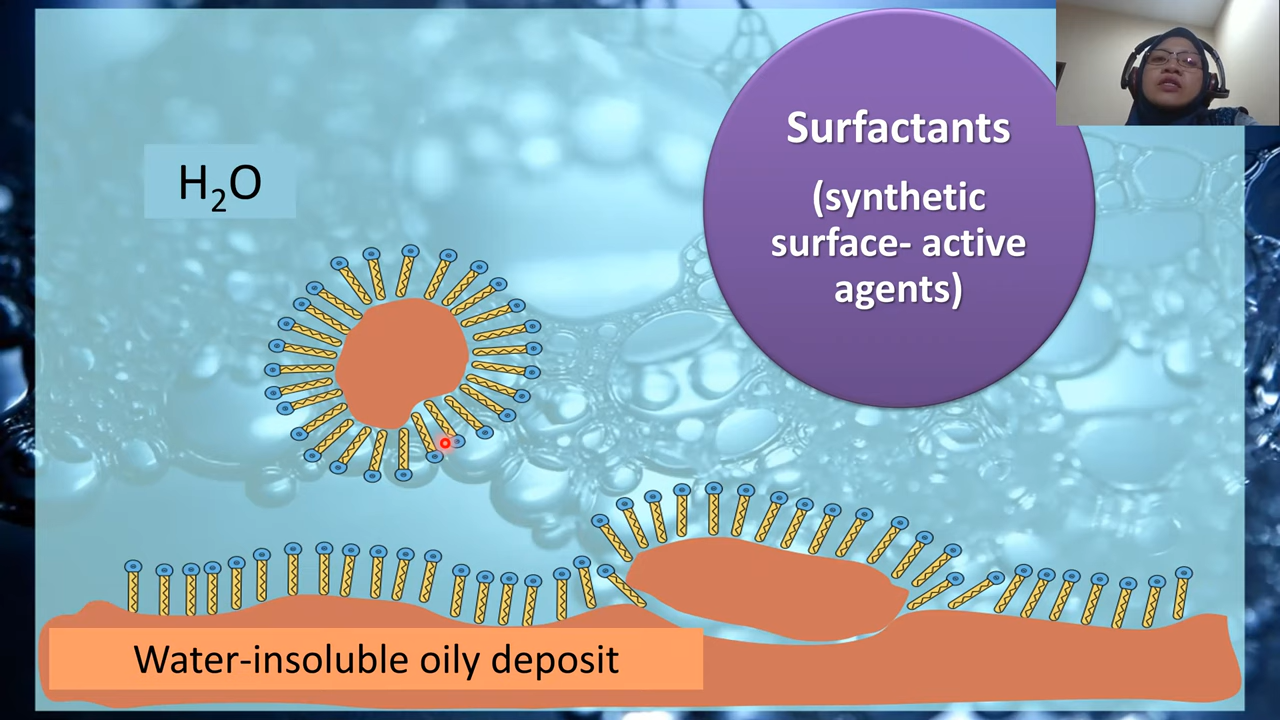 H₂O
Surfactants
(synthetic
surface- active
agents)
Water-insoluble oily deposit